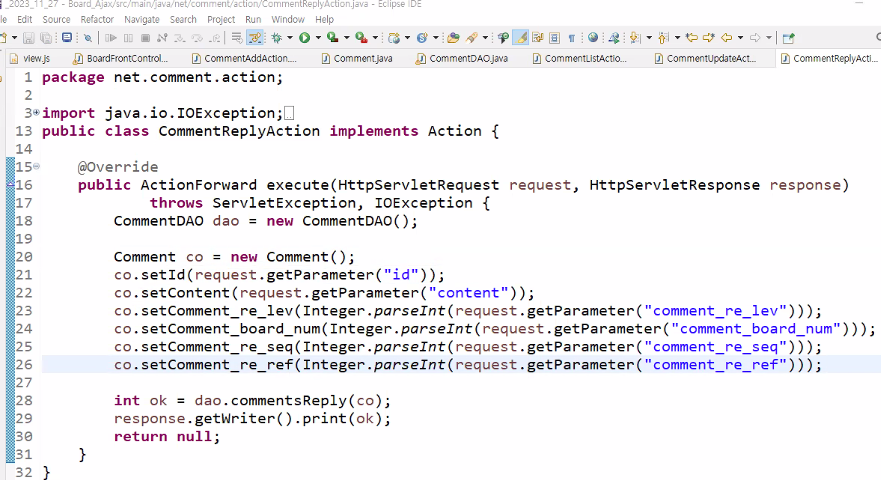 _2023_11_27 - Board_Ajax/src/main/java/net/comment/action/CommentReplyAction.java - Eclipse IDE
File Edit Source Refactor Navigate Search Project Run Window Help
view.js BoardFrontControl... CommentAddAction.... Comment.java CommentDAO.java CommentListActio... CommentUpdateAct... CommentReplyActi...
1 package net.comment.action;
2
3 import java.io.IOException;
13 public class CommentReplyAction implements Action {
14
15 @Override
16 public ActionForward execute(HttpServletRequest request, HttpServletResponse response)
17 throws ServletException, IOException {
18 CommentDAO dao = new CommentDAO();
19
20 Comment co = new Comment();
21 co.setId(request.getParameter("id"));
22 co.setContent(request.getParameter("content"));
23 co.setComment_re_lev(Integer.parseInt(request.getParameter("comment_re_lev")));
24 co.setComment_board_num(Integer.parseInt(request.getParameter("comment_board_num")));
25 co.setComment_re_seq(Integer.parseInt(request.getParameter("comment_re_seq")));
26 co.setComment_re_ref(Integer.parseInt(request.getParameter("comment_re_ref")));
27
28 int ok = dao.commentsReply(co);
29 response.getWriter().print(ok);
30 return null;
31 }
32 }